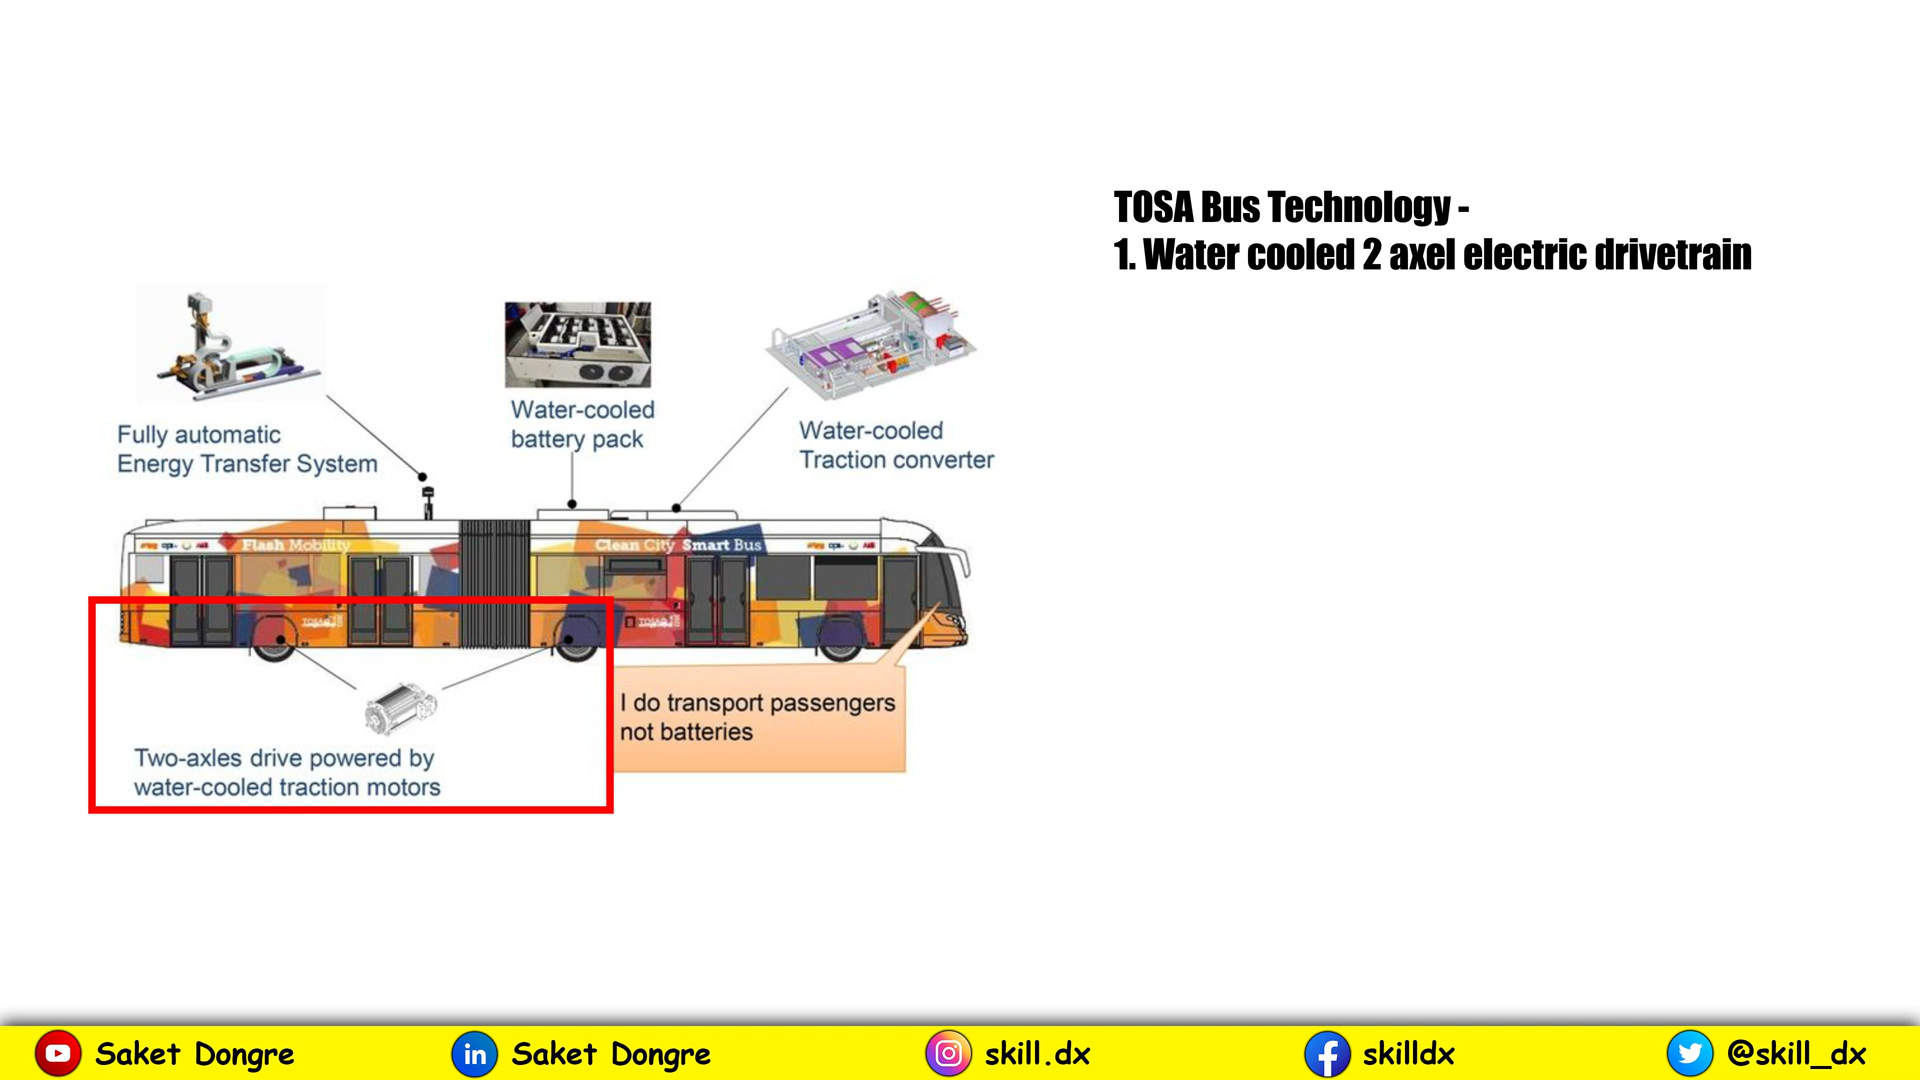 TOSA Bus Technology -
1. Water cooled 2 axel electric drivetrain
Fully automatic
Energy Transfer System
Water-cooled
battery pack
Water-cooled
Traction converter
Flash Mobility
Clean City Smart Bus
I do transport passengers
not batteries
Two-axles drive powered by
water-cooled traction motors
Saket Dongre
Saket Dongre
skill.dx
skilldx
@skill_dx